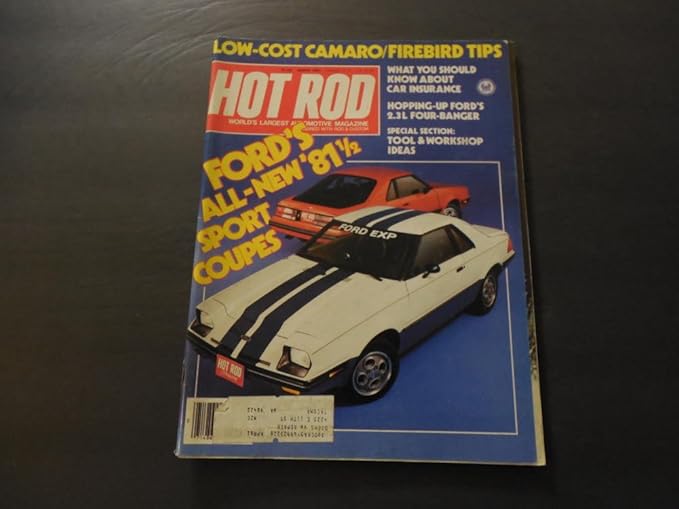 LOW-COST CAMARO/FIREBIRD TIPS
HOT ROD
WORLD'S LARGEST AUTOMOTIVE MAGAZINE
WHAT YOU SHOULD
KNOW ABOUT
CAR INSURANCE
HOPPING-UP FORD'S
2.3L FOUR-BANGER
SPECIAL SECTION:
TOOL & WORKSHOP
IDEAS
FORD'S
ALL-NEW '81 1/2
SPORT
COUPES
FORD EXP
HOT ROD